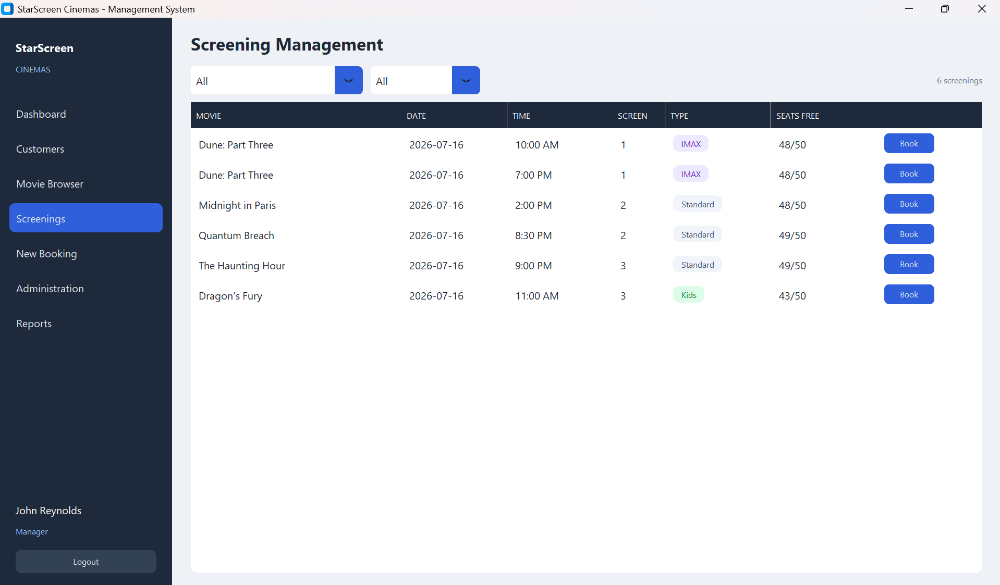 StarScreen Cinemas - Management System
StarScreen
CINEMAS
Dashboard
Customers
Movie Browser
Screenings
New Booking
Administration
Reports
John Reynolds
Manager
Logout
Screening Management
All All 6 screenings
MOVIE DATE TIME SCREEN TYPE SEATS FREE
Dune: Part Three 2026-07-16 10:00 AM 1 IMAX 48/50 Book
Dune: Part Three 2026-07-16 7:00 PM 1 IMAX 48/50 Book
Midnight in Paris 2026-07-16 2:00 PM 2 Standard 48/50 Book
Quantum Breach 2026-07-16 8:30 PM 2 Standard 49/50 Book
The Haunting Hour 2026-07-16 9:00 PM 3 Standard 49/50 Book
Dragon's Fury 2026-07-16 11:00 AM 3 Kids 43/50 Book